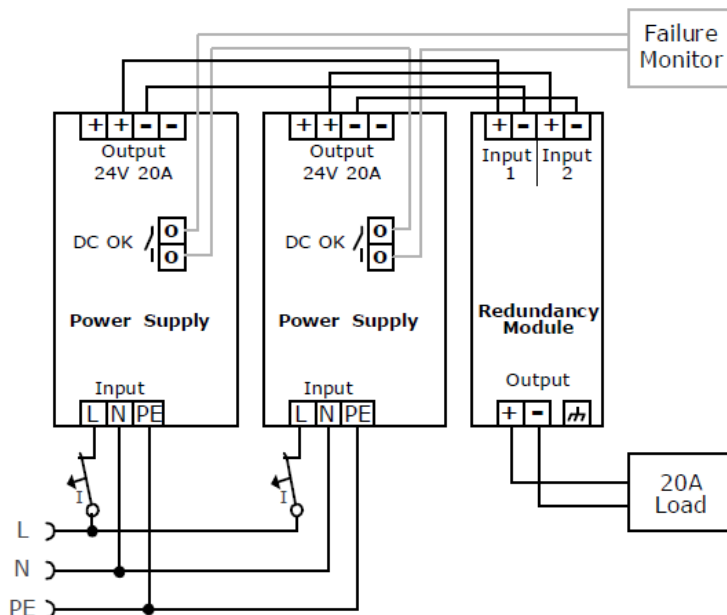 Failure
Monitor
+ + - -
Output
24V 20A
DC OK
O
O
Power Supply
Input
L N PE
+ + - -
Output
24V 20A
DC OK
O
O
Power Supply
Input
L N PE
+ - + -
Input
1
Input
2
Redundancy
Module
Output
+ -
20A
Load
I
I
L
N
PE